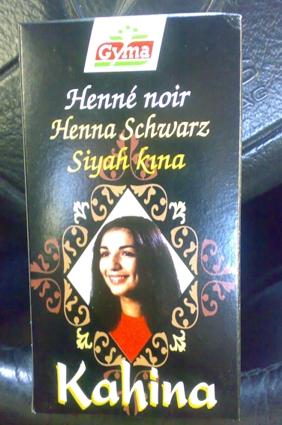 Gyma
Henné noir
Henna Schwarz
Siyah kına
Kahina